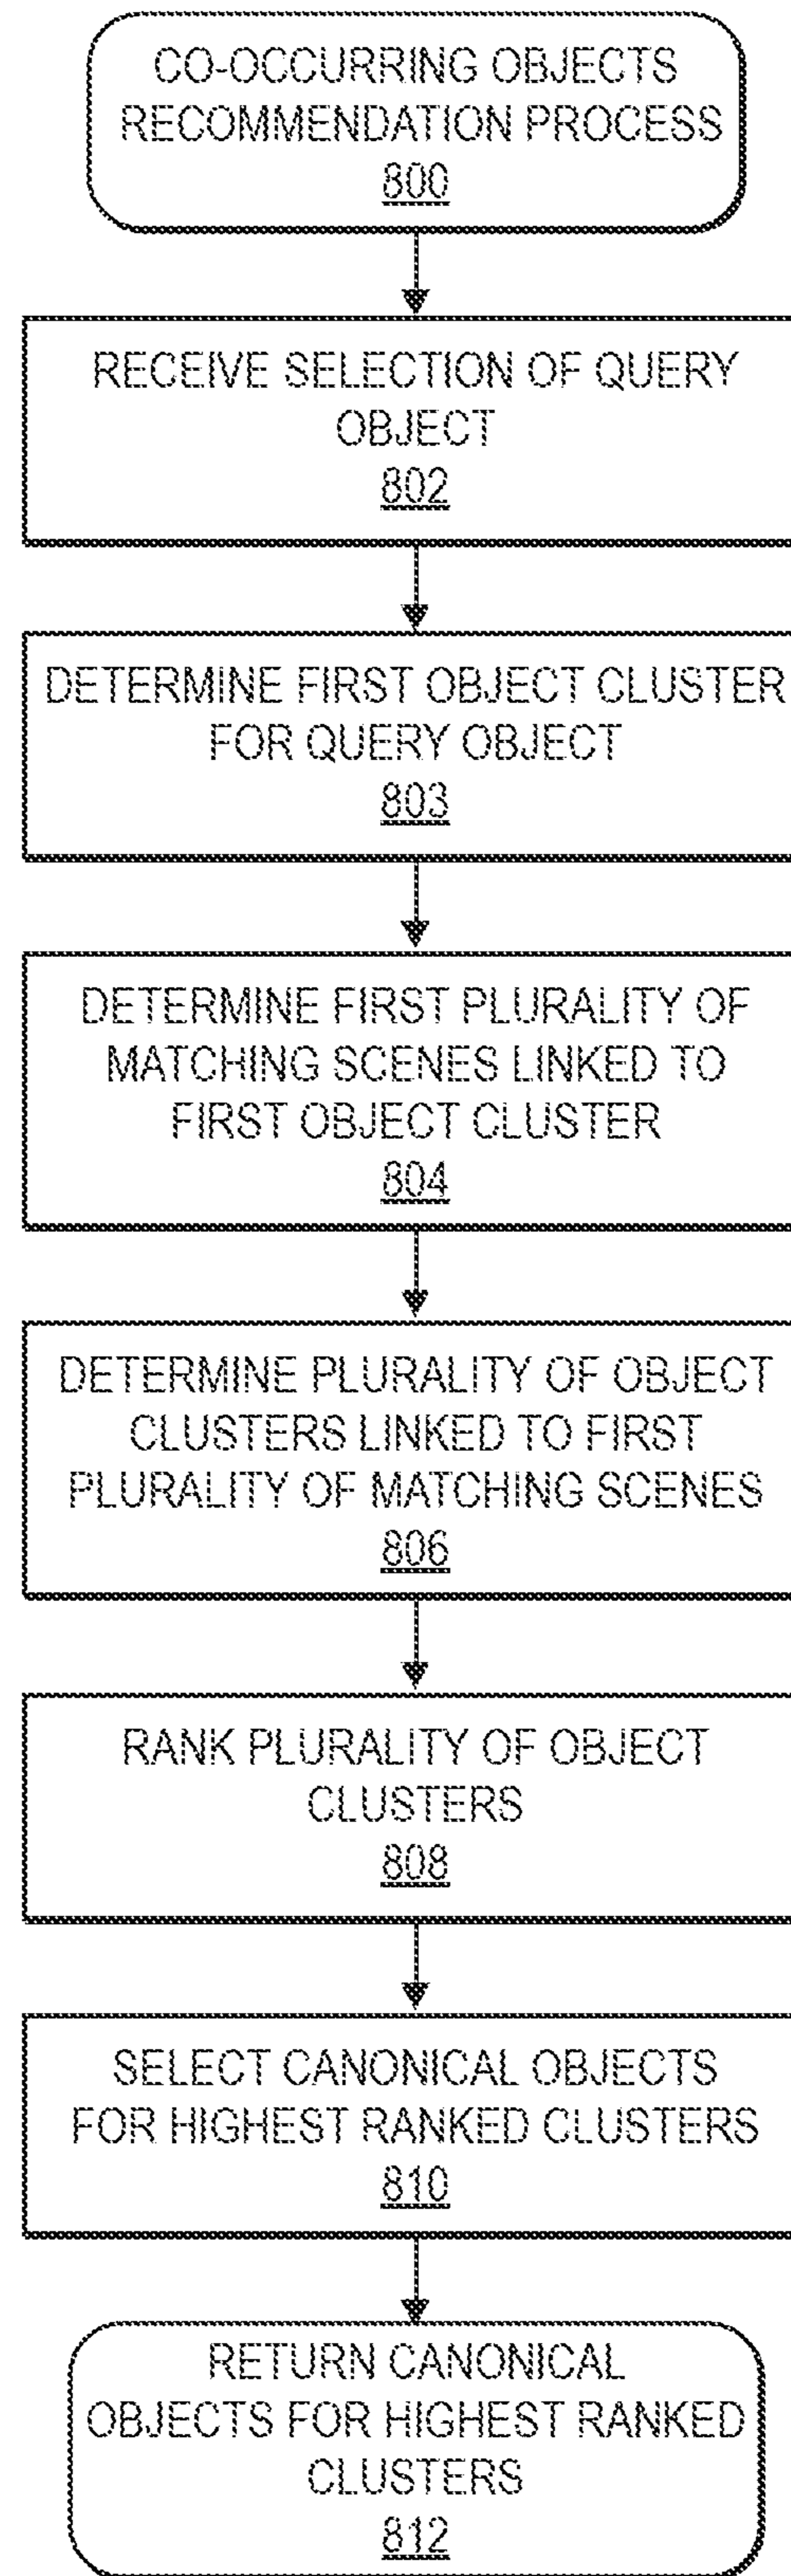 CO-OCCURRING OBJECTS
RECOMMENDATION PROCESS
800
RECEIVE SELECTION OF QUERY
OBJECT
802
DETERMINE FIRST OBJECT CLUSTER
FOR QUERY OBJECT
803
DETERMINE FIRST PLURALITY OF
MATCHING SCENES LINKED TO
FIRST OBJECT CLUSTER
804
DETERMINE PLURALITY OF OBJECT
CLUSTERS LINKED TO FIRST
PLURALITY OF MATCHING SCENES
806
RANK PLURALITY OF OBJECT
CLUSTERS
808
SELECT CANONICAL OBJECTS
FOR HIGHEST RANKED CLUSTERS
810
RETURN CANONICAL
OBJECTS FOR HIGHEST RANKED
CLUSTERS
812